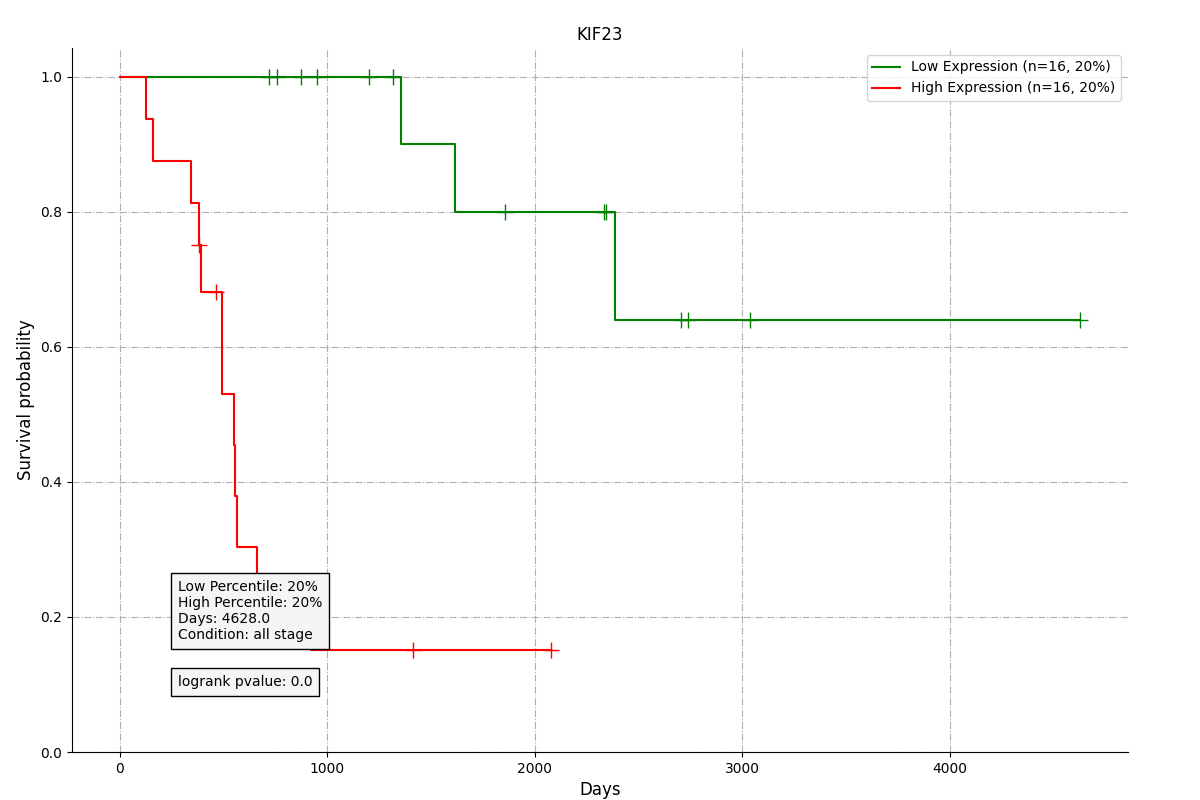 KIF23
Low Expression (n=16, 20%)
High Expression (n=16, 20%)
Survival probability
1.0
0.8
0.6
0.4
0.2
0.0
Low Percentile: 20%
High Percentile: 20%
Days: 4628.0
Condition: all stage
logrank pvalue: 0.0
0 1000 2000 3000 4000
Days